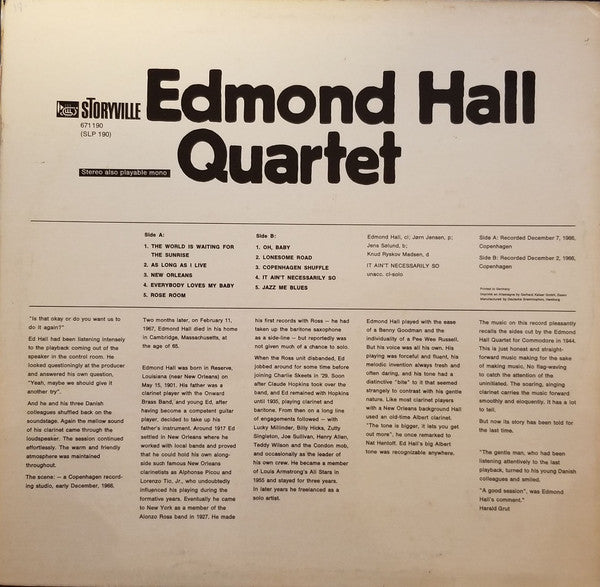 STORYVILLE
671 190
(SLP 190)
Edmond Hall
Quartet
Stereo also playable mono
Side A:
1. THE WORLD IS WAITING FOR
THE SUNRISE
2. AS LONG AS I LIVE
3. NEW ORLEANS
4. EVERYBODY LOVES MY BABY
5. ROSE ROOM
Side B:
1. OH, BABY
2. LONESOME ROAD
3. COPENHAGEN SHUFFLE
4. IT AIN'T NECESSARILY SO
5. JAZZ ME BLUES
Edmond Hall, cl; Jørn Jensen, p;
Jens Sølund, b;
Knud Ryskov Madsen, d
IT AIN'T NECESSARILY SO
unacc. cl-solo
Side A: Recorded December 7, 1966,
Copenhagen
Side B: Recorded December 2, 1966,
Copenhagen
Printed in Germany
Manufactured by Deutsche Grammophon, Hamburg
"Is that okay or do you want us to
do it again?"
Ed Hall had been listening intensely
to the playback coming out of the
speaker in the control room. He
looked questioningly at the producer
and answered his own question,
"Yeah, maybe we should give it
another try".
And he and his three Danish
colleagues shuffled back on the
soundstage. Again the mellow sound
of his clarinet came through the
loudspeaker. The session continued
effortlessly. The warm and friendly
atmosphere was maintained
throughout.
The scene: – a Copenhagen record-
ing studio, early December, 1966.
Two months later, on February 11,
1967, Edmond Hall died in his home
in Cambridge, Massachusetts, at
the age of 65.
Edmond Hall was born in Reserve,
Louisiana (near New Orleans) on
May 15, 1901. His father was a
clarinet player with the Onward
Brass Band, and young Ed, after
having become a competent guitar
player, decided to take up his
father's instrument. Around 1917 Ed
settled in New Orleans where he
worked with local bands and proved
that he could hold his own along-
side such famous New Orleans
clarinetists as Alphonse Picou and
Lorenzo Tio, Jr., who undoubtedly
influenced his playing during the
formative years. Eventually he came
to New York as a member of the
Alonzo Ross band in 1927. He made
his first records with Ross – he had
taken up the baritone saxophone
as a side-line – but reportedly was
not given much of a chance to solo.
When the Ross unit disbanded, Ed
jobbed around for some time before
joining Charlie Skeets in '29. Soon
after Claude Hopkins took over the
band, and Ed remained with Hopkins
until 1935, playing clarinet and
baritone. From then on a long line
of engagements followed – with
Lucky Millinder, Billy Hicks, Zutty
Singleton, Joe Sullivan, Henry Allen,
Teddy Wilson and the Condon mob,
and occasionally as the leader of
his own crew. He became a member
of Louis Armstrong's All Stars in
1955 and stayed for three years.
In later years he freelanced as a
solo artist.
Edmond Hall played with the ease
of a Benny Goodman and the
individuality of a Pee Wee Russell.
But his voice was all his own. His
playing was forceful and fluent, his
melodic invention always fresh and
often daring, and his tone had a
distinctive "bite" to it that seemed
strangely to contrast with his gentle
nature. Like most clarinet players
with a New Orleans background Hall
used an old-time Albert clarinet.
"The tone is bigger, it lets you get
out more", he once remarked to
Nat Hentoff. Ed Hall's big Albert
tone was recognizable anywhere.
The music on this record pleasantly
recalls the sides cut by the Edmond
Hall Quartet for Commodore in 1944.
This is just honest and straight-
forward music making for the sake
of making music. No flag-waving
to catch the attention of the
uninitiated. The soaring, singing
clarinet carries the music forward
smoothly and eloquently. It has a lot
to tell.
But now its story has been told for
the last time.
"The gentle man, who had been
listening attentively to the last
playback, turned to his young Danish
colleagues and smiled.
"A good session", was Edmond
Hall's comment."
Harald Grut